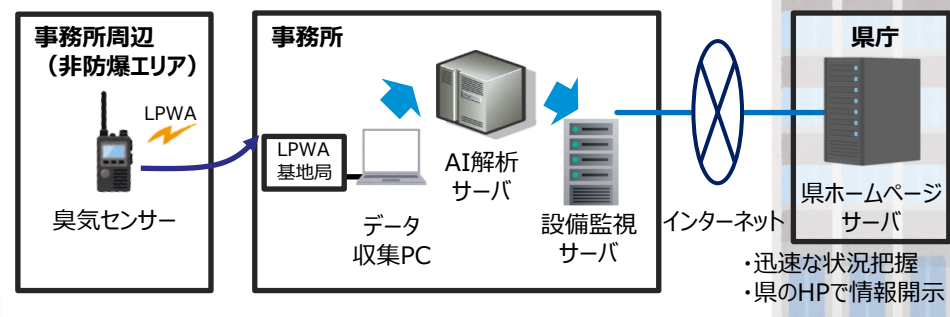 事務所周辺
（非防爆エリア）
LPWA
臭気センサー
事務所
LPWA
基地局
データ
収集PC
AI解析
サーバ
設備監視
サーバ
インターネット
県庁
県ホームページ
サーバ
・迅速な状況把握
・県のHPで情報開示